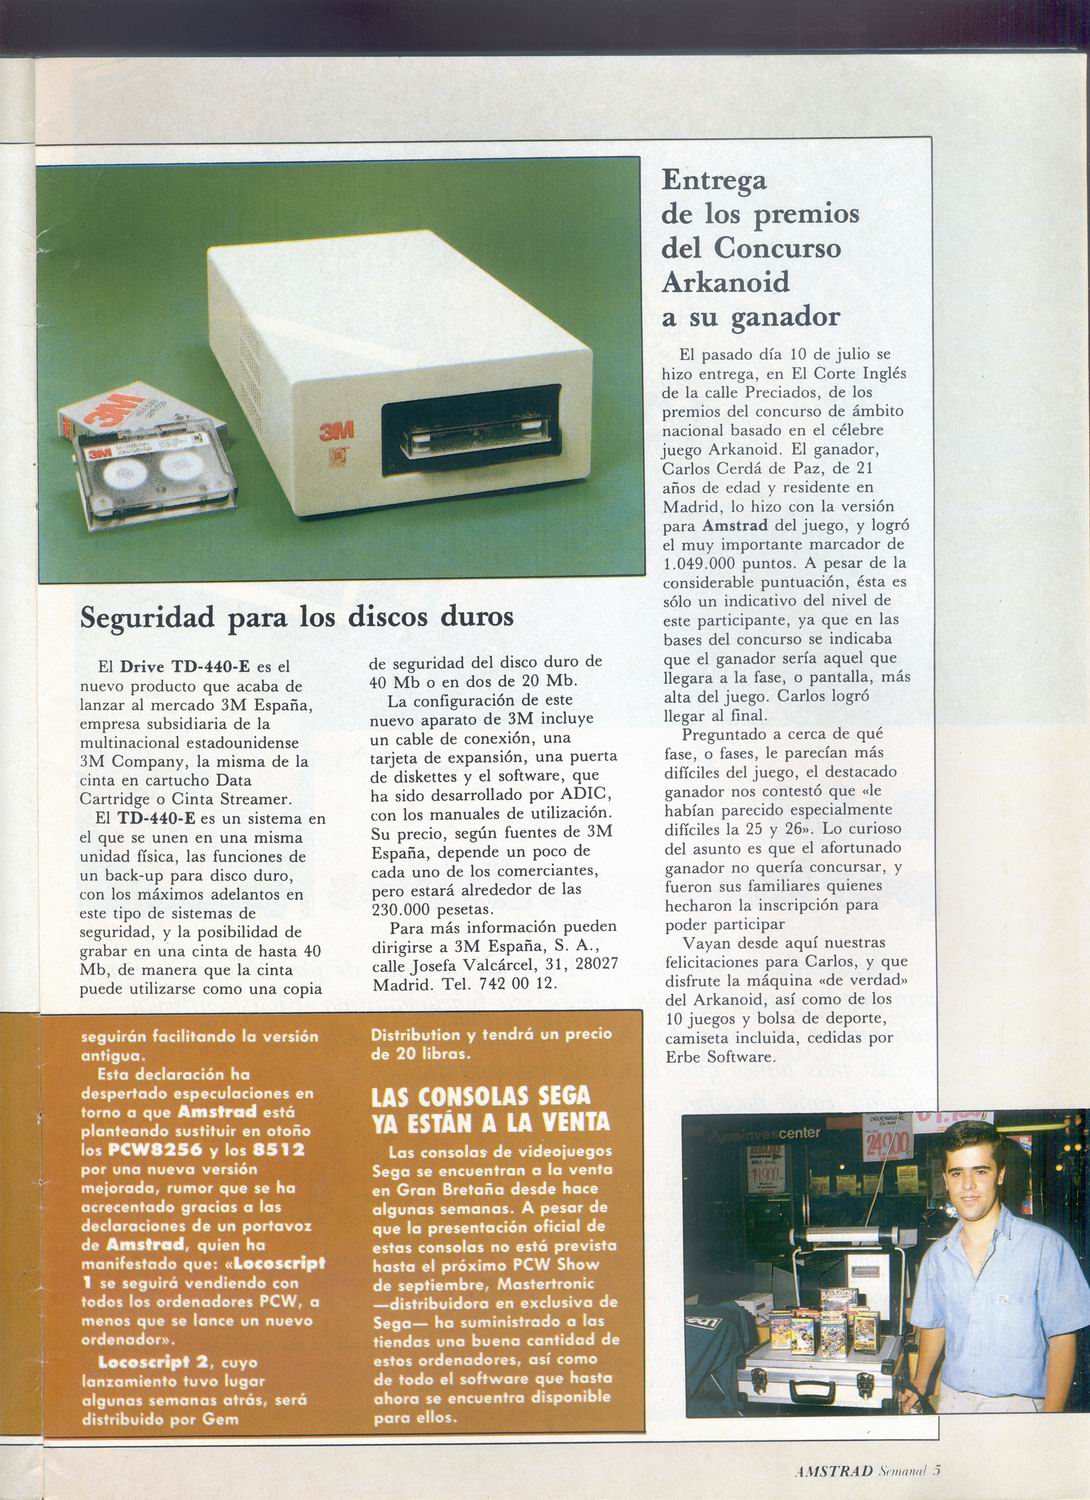 3M
3M
3M
Seguridad para los discos duros
El Drive TD-440-E es el
nuevo producto que acaba de
lanzar al mercado 3M España,
empresa subsidiaria de la
multinacional estadounidense
3M Company, la misma de la
cinta en cartucho Data
Cartridge o Cinta Streamer.
El TD-440-E es un sistema en
el que se unen en una misma
unidad física, las funciones de
un back-up para disco duro,
con los máximos adelantos en
este tipo de sistemas de
seguridad, y la posibilidad de
grabar en una cinta de hasta 40
Mb, de manera que la cinta
puede utilizarse como una copia
de seguridad del disco duro de
40 Mb o en dos de 20 Mb.
La configuración de este
nuevo aparato de 3M incluye
un cable de conexión, una
tarjeta de expansión, una puerta
de diskettes y el software, que
ha sido desarrollado por ADIC,
con los manuales de utilización.
Su precio, según fuentes de 3M
España, depende un poco de
cada uno de los comerciantes,
pero estará alrededor de las
230.000 pesetas.
Para más información pueden
dirigirse a 3M España, S. A.,
calle Josefa Valcárcel, 31, 28027
Madrid. Tel. 742 00 12.
Entrega
de los premios
del Concurso
Arkanoid
a su ganador
El pasado día 10 de julio se
hizo entrega, en El Corte Inglés
de la calle Preciados, de los
premios del concurso de ámbito
nacional basado en el célebre
juego Arkanoid. El ganador,
Carlos Cerdá de Paz, de 21
años de edad y residente en
Madrid, lo hizo con la versión
para Amstrad del juego, y logró
el muy importante marcador de
1.049.000 puntos. A pesar de la
considerable puntuación, ésta es
sólo un indicativo del nivel de
este participante, ya que en las
bases del concurso se indicaba
que el ganador sería aquel que
llegara a la fase, o pantalla, más
alta del juego. Carlos logró
llegar al final.
Preguntado a cerca de qué
fase, o fases, le parecían más
difíciles del juego, el destacado
ganador nos contestó que «le
habían parecido especialmente
difíciles la 25 y 26». Lo curioso
del asunto es que el afortunado
ganador no quería concursar, y
fueron sus familiares quienes
hecharon la inscripción para
poder participar
Vayan desde aquí nuestras
felicitaciones para Carlos, y que
disfrute la máquina «de verdad»
del Arkanoid, así como de los
10 juegos y bolsa de deporte,
camiseta incluida, cedidas por
Erbe Software.
seguirán facilitando la versión
antigua.
Esta declaración ha
despertado especulaciones en
torno a que Amstrad está
planteando sustituir en otoño
los PCW8256 y los 8512
por una nueva versión
mejorada, rumor que se ha
acrecentado gracias a las
declaraciones de un portavoz
de Amstrad, quien ha
manifestado que: «Locoscript
1 se seguirá vendiendo con
todos los ordenadores PCW, a
menos que se lance un nuevo
ordenador».
Locoscript 2, cuyo
lanzamiento tuvo lugar
algunas semanas atrás, será
distribuido por Gem
Distribution y tendrá un precio
de 20 libras.
LAS CONSOLAS SEGA
YA ESTÁN A LA VENTA
Las consolas de videojuegos
Sega se encuentran a la venta
en Gran Bretaña desde hace
algunas semanas. A pesar de
que la presentación oficial de
estas consolas no está prevista
hasta el próximo PCW Show
de septiembre, Mastertronic
—distribuidora en exclusiva de
Sega— ha suministrado a las
tiendas una buena cantidad de
estos ordenadores, así como
de todo el software que hasta
ahora se encuentra disponible
para ellos.
investcenter
24.900
19.900
AMSTRAD Semanal 5